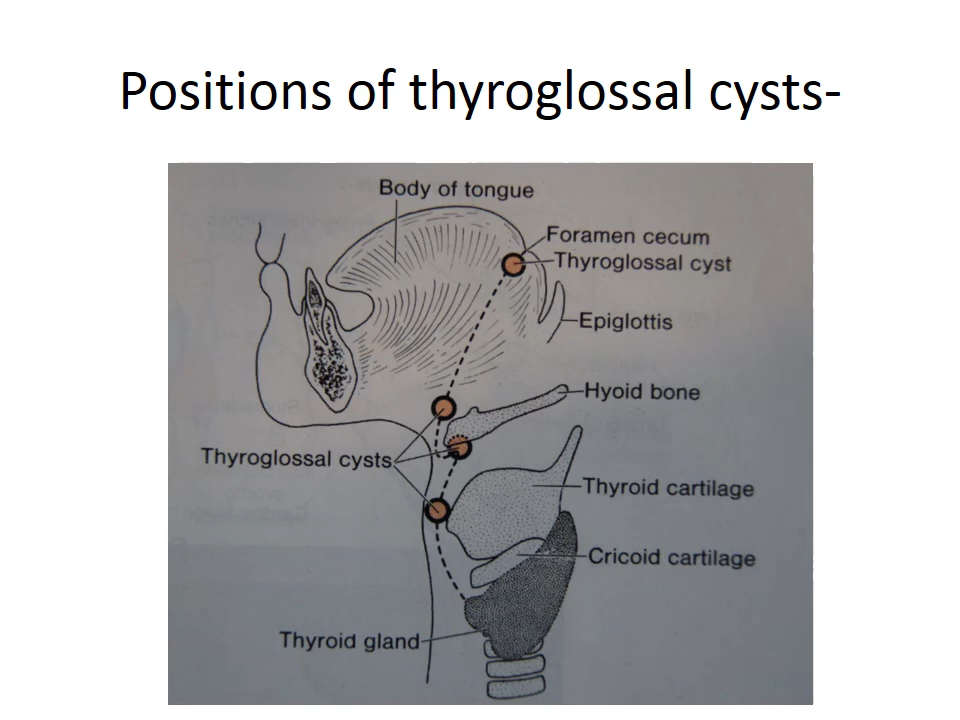 Positions of thyroglossal cysts-
Body of tongue
Foramen cecum
Thyroglossal cyst
Epiglottis
Hyoid bone
Thyroglossal cysts
Thyroid cartilage
Cricoid cartilage
Thyroid gland